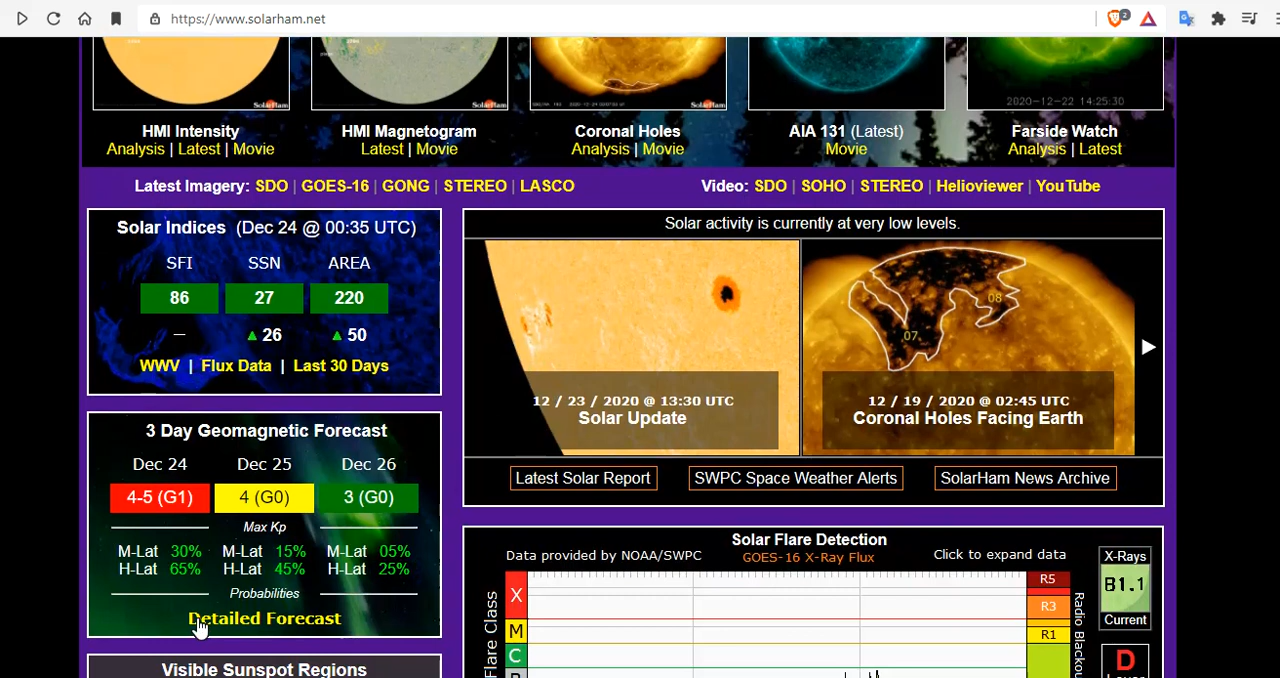 https://www.solarham.net
2
SolarHam
SolarHam
SolarHam
2020-12-22 14:25:30
HMI Intensity
Analysis | Latest | Movie
HMI Magnetogram
Latest | Movie
Coronal Holes
Analysis | Movie
AIA 131 (Latest)
Movie
Farside Watch
Analysis | Latest
Latest Imagery: SDO | GOES-16 | GONG | STEREO | LASCO
Video: SDO | SOHO | STEREO | Helioviewer | YouTube
Solar Indices (Dec 24 @ 00:35 UTC)
SFI SSN AREA
86 27 220
— ▲ 26 ▲ 50
WWV | Flux Data | Last 30 Days
3 Day Geomagnetic Forecast
Dec 24 Dec 25 Dec 26
4-5 (G1) 4 (G0) 3 (G0)
Max Kp
M-Lat 30% M-Lat 15% M-Lat 05%
H-Lat 65% H-Lat 45% H-Lat 25%
Probabilities
Detailed Forecast
Visible Sunspot Regions
Solar activity is currently at very low levels.
12 / 23 / 2020 @ 13:30 UTC
Solar Update
08
07
12 / 19 / 2020 @ 02:45 UTC
Coronal Holes Facing Earth
Latest Solar Report
SWPC Space Weather Alerts
SolarHam News Archive
Solar Flare Detection
Data provided by NOAA/SWPC
GOES-16 X-Ray Flux
Click to expand data
Flare Class
X
M
C
R5
R3
R1
X-Rays
B1.1
Current
D